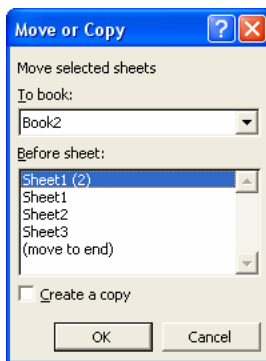 Move or Copy
Move selected sheets
To book:
Book2
Before sheet:
Sheet1 (2)
Sheet1
Sheet2
Sheet3
(move to end)
Create a copy
OK Cancel